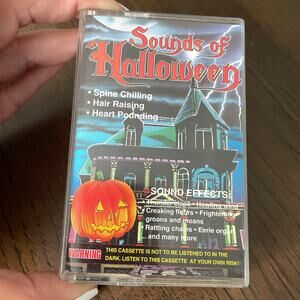 Sounds of
Halloween
• Spine Chilling
• Hair Raising
• Heart Pounding
• SOUND EFFECTS:
• Thunder claps • Howling wind
Creaking floors • Frightening
groans and moans
• Rattling chains • Eerie organ
and many more
WARNING
THIS CASSETTE IS NOT TO BE LISTENED TO IN THE
DARK. LISTEN TO THIS CASSETTE AT YOUR OWN RISK!